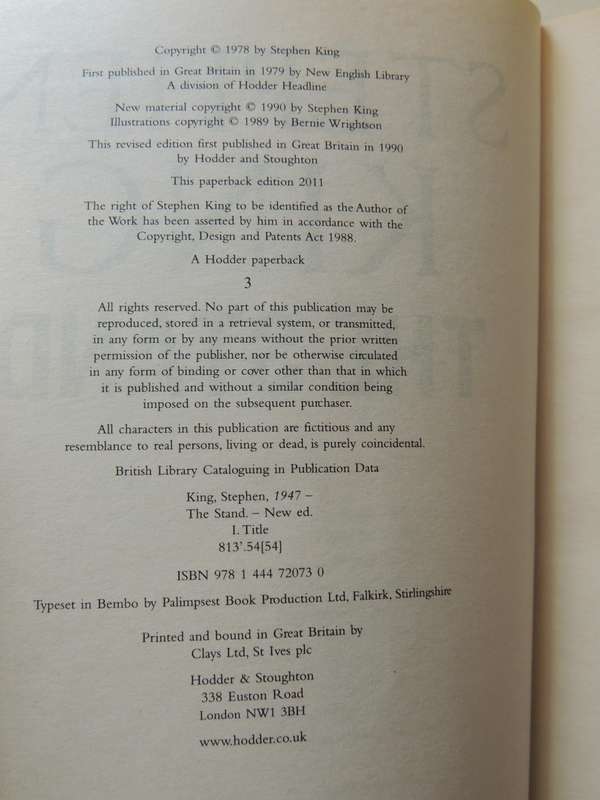 Copyright © 1978 by Stephen King
First published in Great Britain in 1979 by New English Library
A division of Hodder Headline
New material copyright © 1990 by Stephen King
Illustrations copyright © 1989 by Bernie Wrightson
This revised edition first published in Great Britain in 1990
by Hodder and Stoughton
This paperback edition 2011
The right of Stephen King to be identified as the Author of
the Work has been asserted by him in accordance with the
Copyright, Design and Patents Act 1988.
A Hodder paperback
3
All rights reserved. No part of this publication may be
reproduced, stored in a retrieval system, or transmitted,
in any form or by any means without the prior written
permission of the publisher, nor be otherwise circulated
in any form of binding or cover other than that in which
it is published and without a similar condition being
imposed on the subsequent purchaser.
All characters in this publication are fictitious and any
resemblance to real persons, living or dead, is purely coincidental.
British Library Cataloguing in Publication Data
King, Stephen, 1947 –
The Stand. – New ed.
I. Title
813'.54[54]
ISBN 978 1 444 72073 0
Typeset in Bembo by Palimpsest Book Production Ltd, Falkirk, Stirlingshire
Printed and bound in Great Britain by
Clays Ltd, St Ives plc
Hodder & Stoughton
338 Euston Road
London NW1 3BH
www.hodder.co.uk